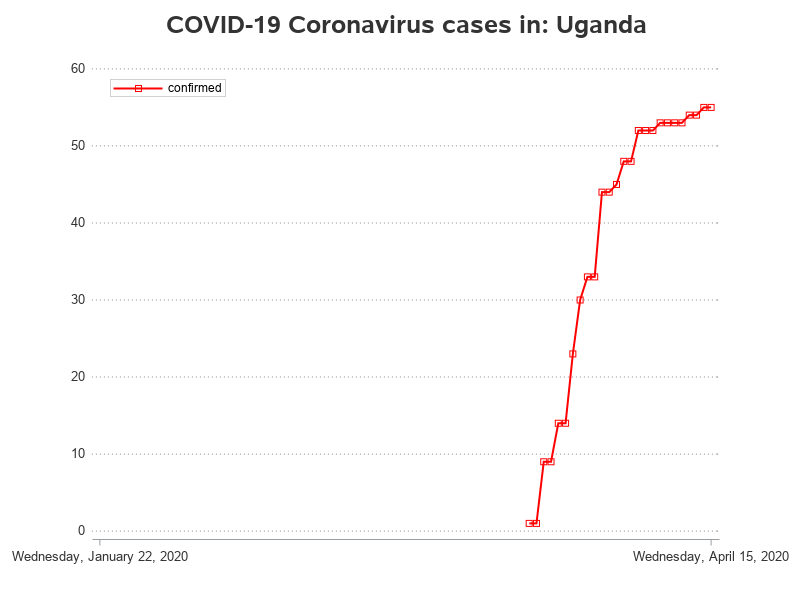 COVID-19 Coronavirus cases in: Uganda
60
confirmed
50
40
30
20
10
0
Wednesday, January 22, 2020
Wednesday, April 15, 2020